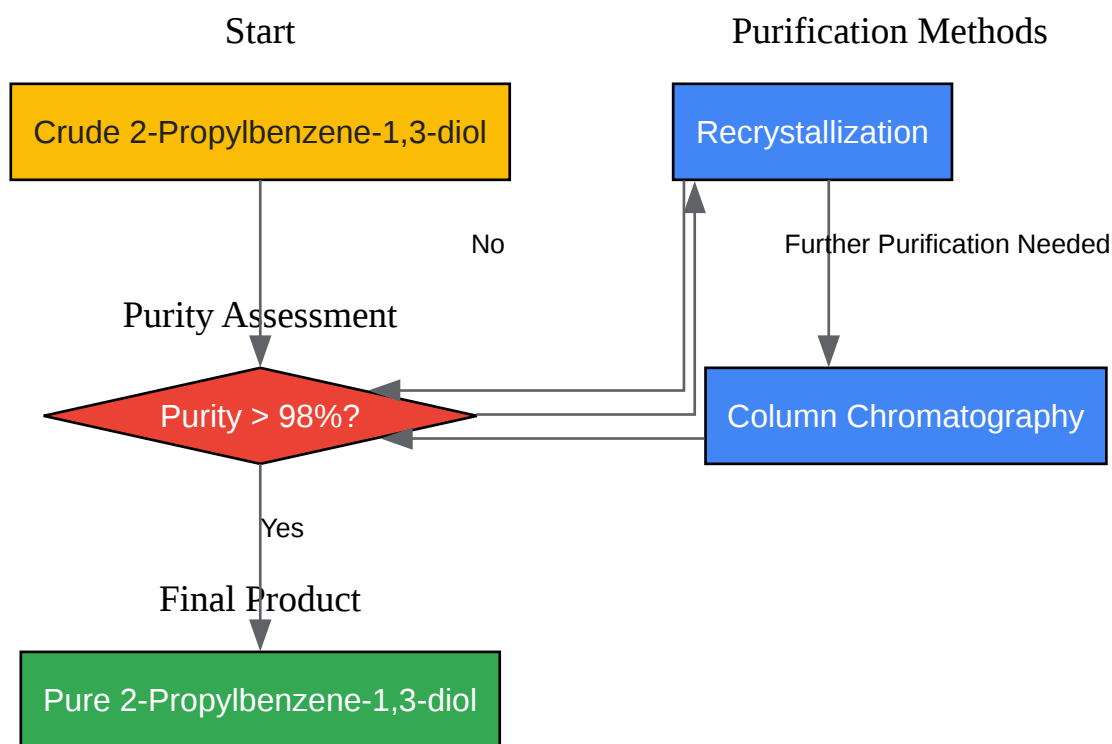 Start
Purification Methods
Crude 2-Propylbenzene-1,3-diol
Recrystallization
No
Further Purification Needed
Purity Assessment
Purity > 98%?
Column Chromatography
Yes
Final Product
Pure 2-Propylbenzene-1,3-diol